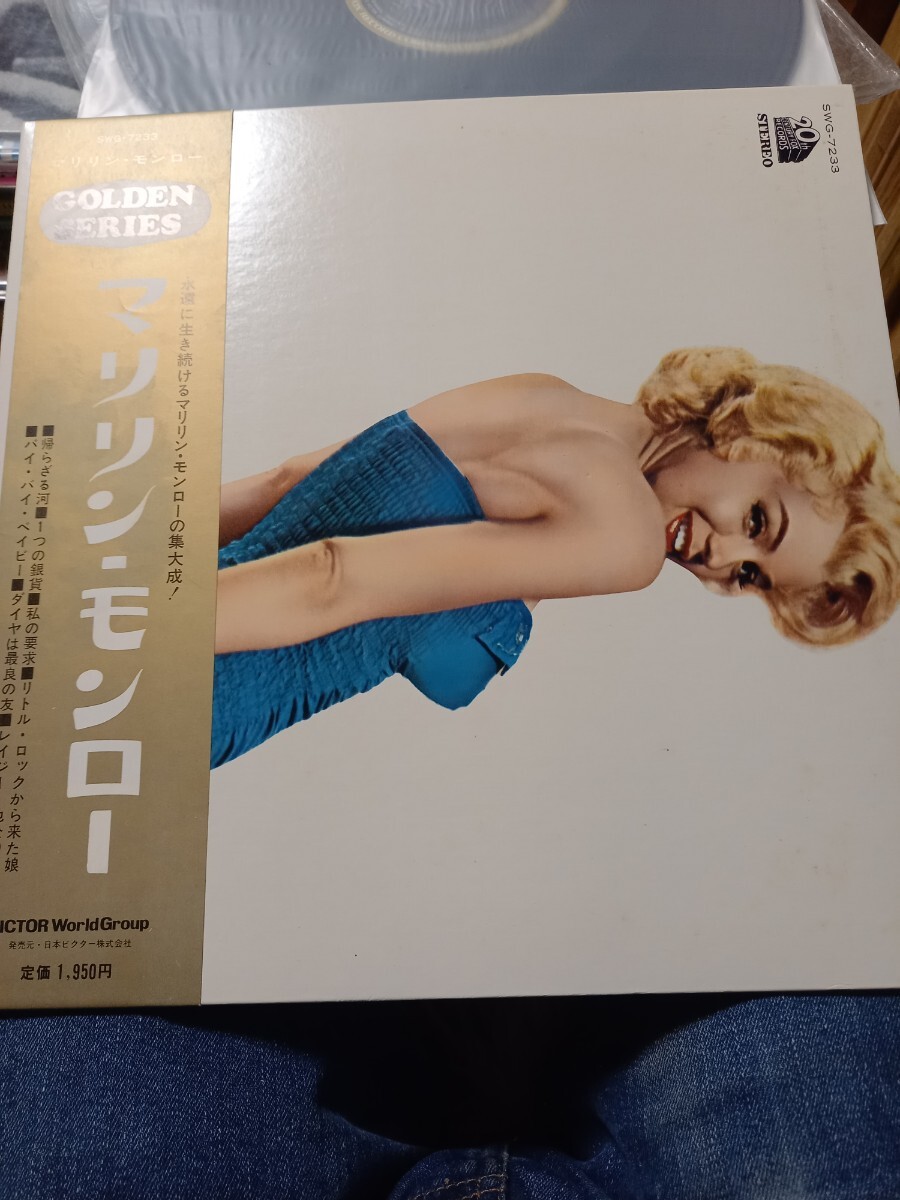 SWG-7233
リリン・モンロー
GOLDEN
SERIES
マリリン・モンロー
永遠に生き続けるマリリン・モンローの集大成!
■帰らざる河■1つの銀貨■私の要求■リトル・ロックから来た娘
■バイ・バイ・ベイビー■ダイヤは最良の友■レイジー
ICTOR WorldGroup
発売元・日本ビクター株式会社
定価 1,950円
20th
RECORDS
STEREO
SWG-7233